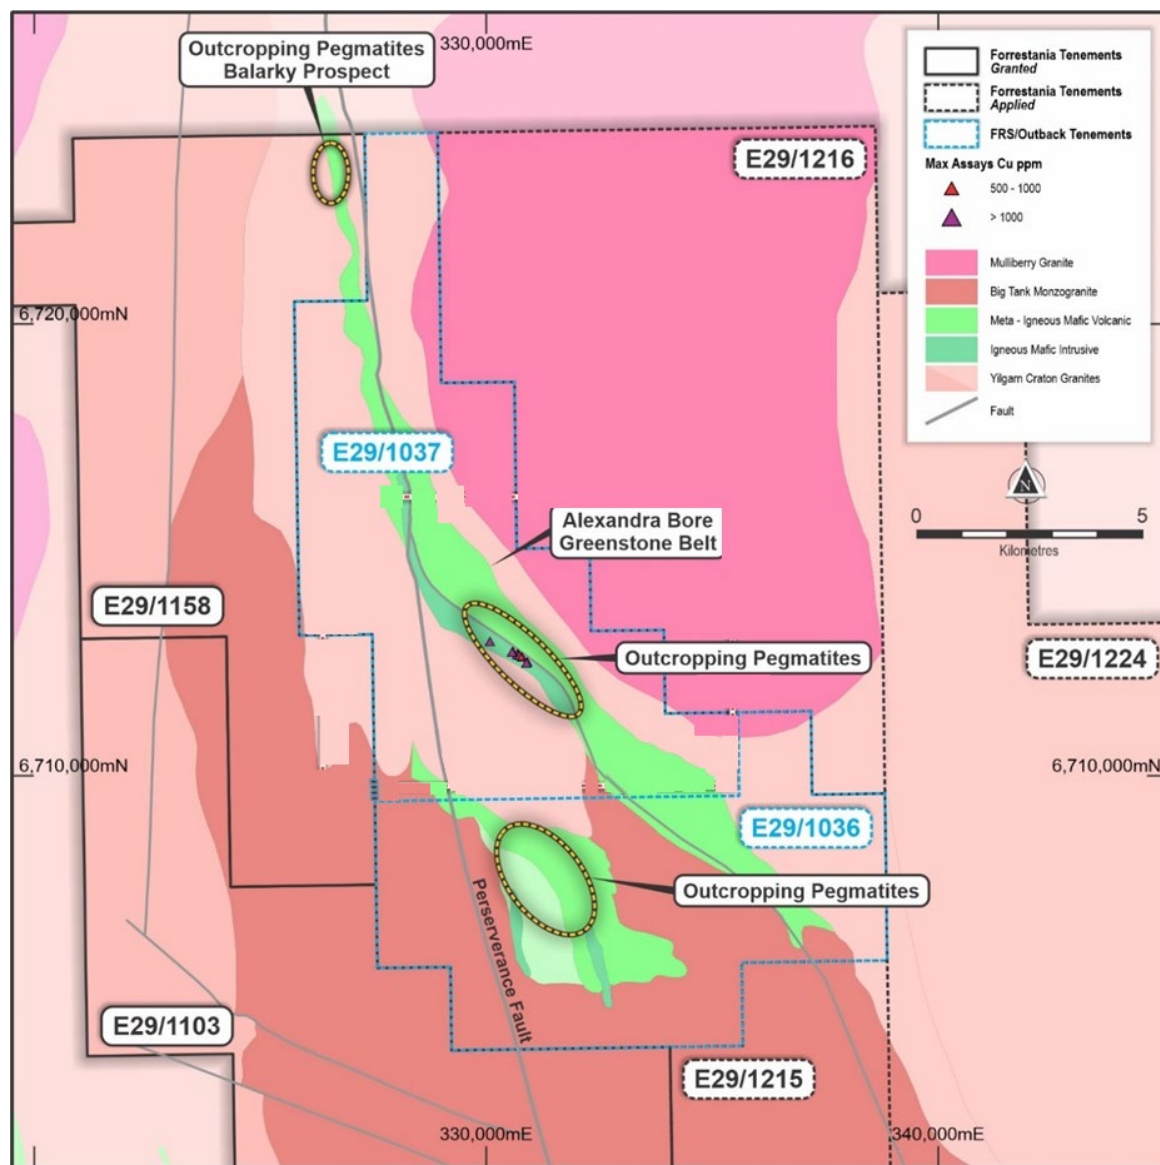 Outcropping Pegmatites
Balarky Prospect
330,000mE
Forrestania Tenements
Granted
Forrestania Tenements
Applied
FRS/Outback Tenements
Max Assays Cu ppm
500 - 1000
> 1000
Mulliberry Granite
Big Tank Monzogranite
Meta - Igneous Mafic Volcanic
Igneous Mafic Intrusive
Yilgarn Craton Granites
Fault
E29/1216
6,720,000mN
E29/1037
N
0
5
Kilometres
Alexandra Bore
Greenstone Belt
E29/1158
Outcropping Pegmatites
E29/1224
6,710,000mN
6,710,000mN
E29/1036
Outcropping Pegmatites
Perserverance Fault
E29/1103
E29/1215
330,000mE
340,000mE